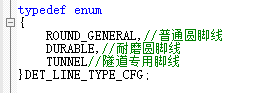 typedef enum
{
ROUND_GENERAL,//普通圆脚线
DURABLE,//耐磨圆脚线
TUNNEL//隧道专用脚线
}DET_LINE_TYPE_CFG;